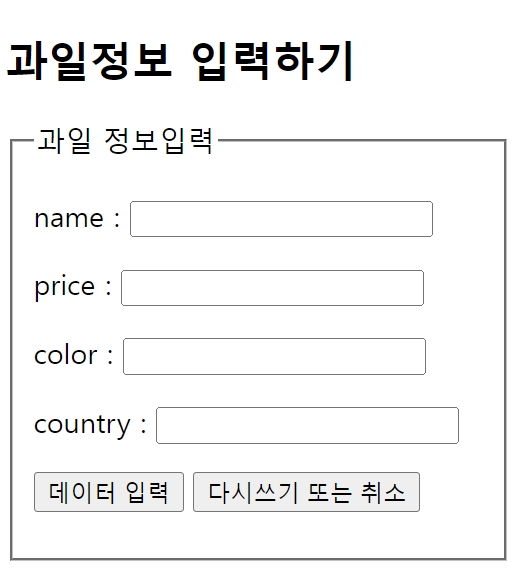 과일정보 입력하기
과일 정보입력
name :
price :
color :
country :
데이터 입력 다시쓰기 또는 취소